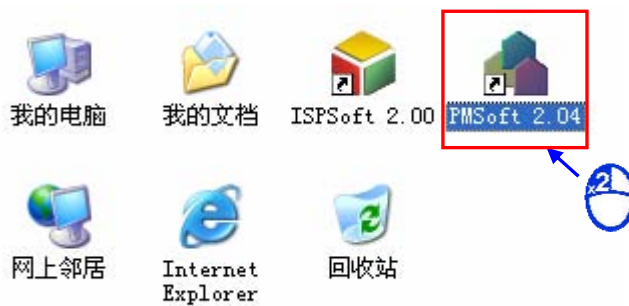 我的电脑
我的文档
ISPSoft 2.00
PMSoft 2.04
x2
网上邻居
Internet
Explorer
回收站